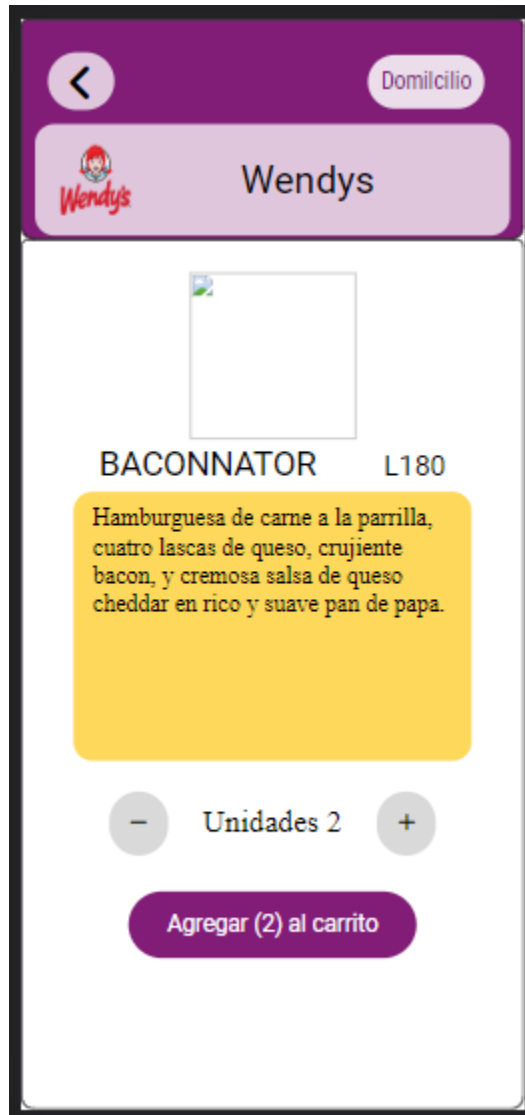 Domilcilio
Wendy's
Wendys
BACONNATOR L180
Hamburguesa de carne a la parrilla,
cuatro lascas de queso, crujiente
bacon, y cremosa salsa de queso
cheddar en rico y suave pan de papa.
− Unidades 2 +
Agregar (2) al carrito